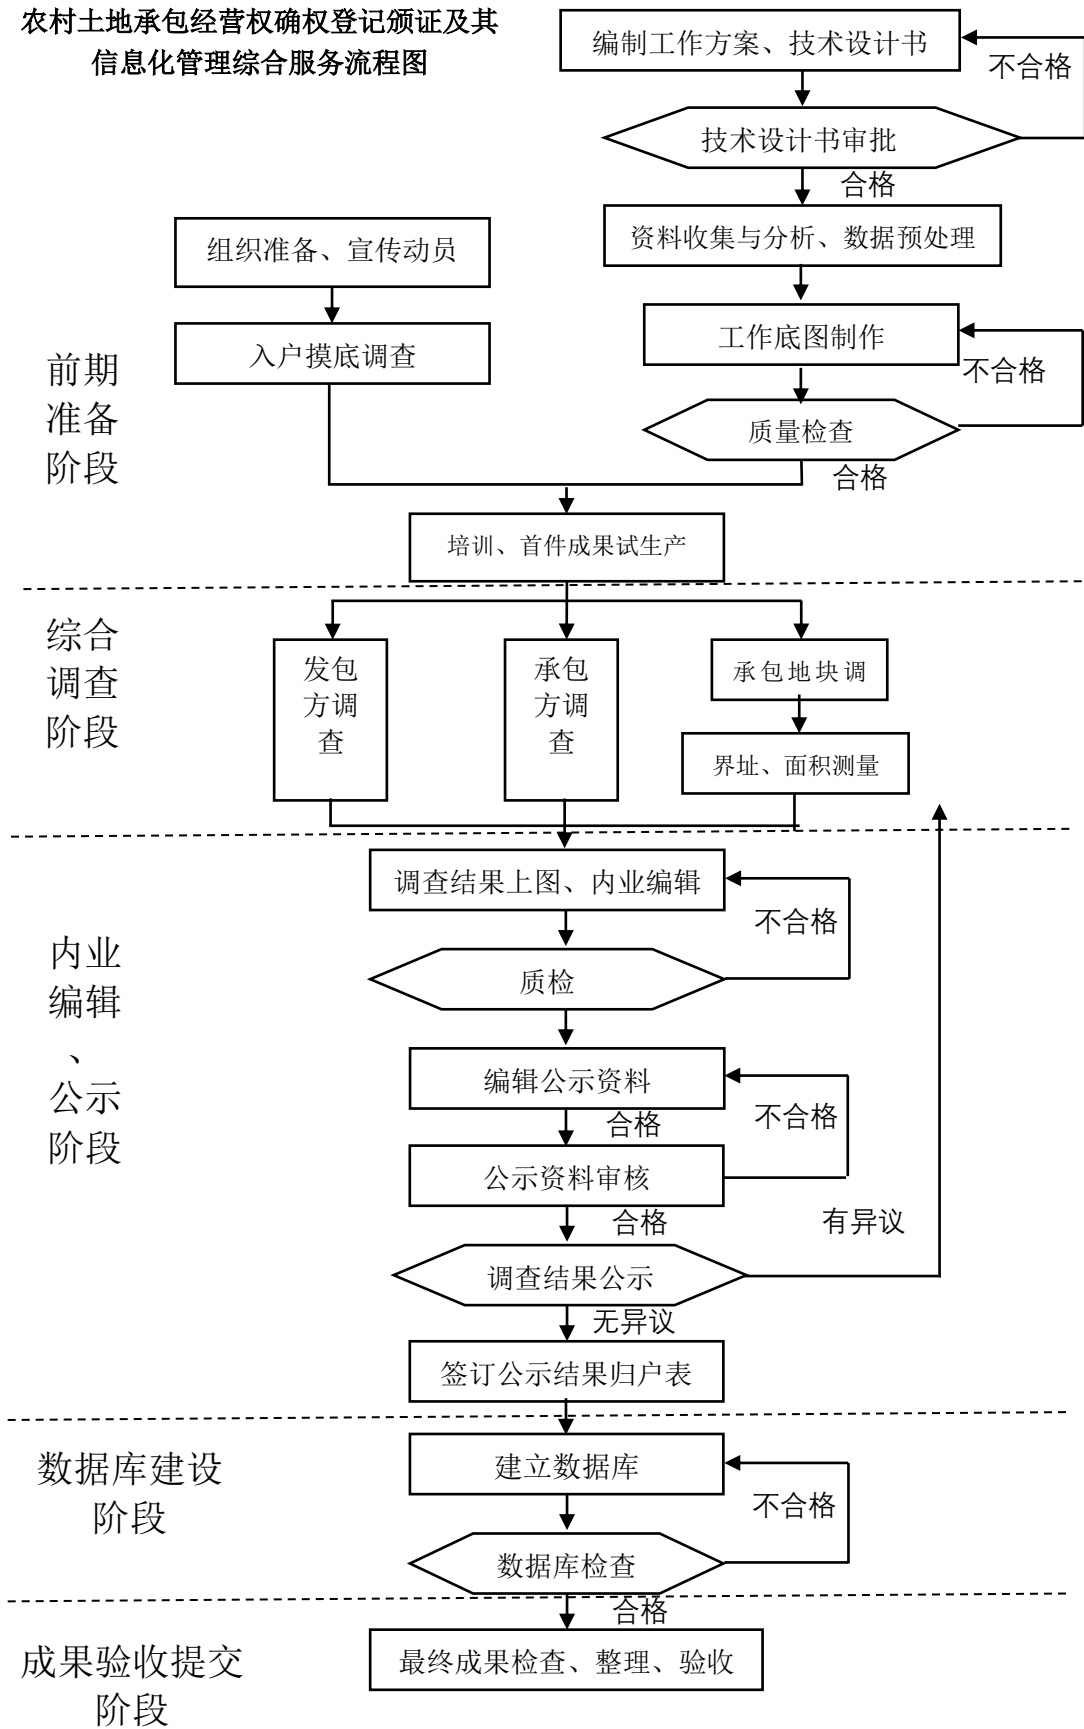 农村土地承包经营权确权登记颁证及其
信息化管理综合服务流程图
编制工作方案、技术设计书
不合格
技术设计书审批
合格
资料收集与分析、数据预处理
组织准备、宣传动员
工作底图制作
入户摸底调查
不合格
前期
准备
阶段
质量检查
合格
培训、首件成果试生产
综合
调查
阶段
发包
方调
查
承包
方调
查
承包地块调
界址、面积测量
调查结果上图、内业编辑
不合格
内业
编辑
、
公示
阶段
质检
编辑公示资料
合格
不合格
公示资料审核
合格
有异议
调查结果公示
无异议
签订公示结果归户表
数据库建设
阶段
建立数据库
不合格
数据库检查
合格
成果验收提交
阶段
最终成果检查、整理、验收